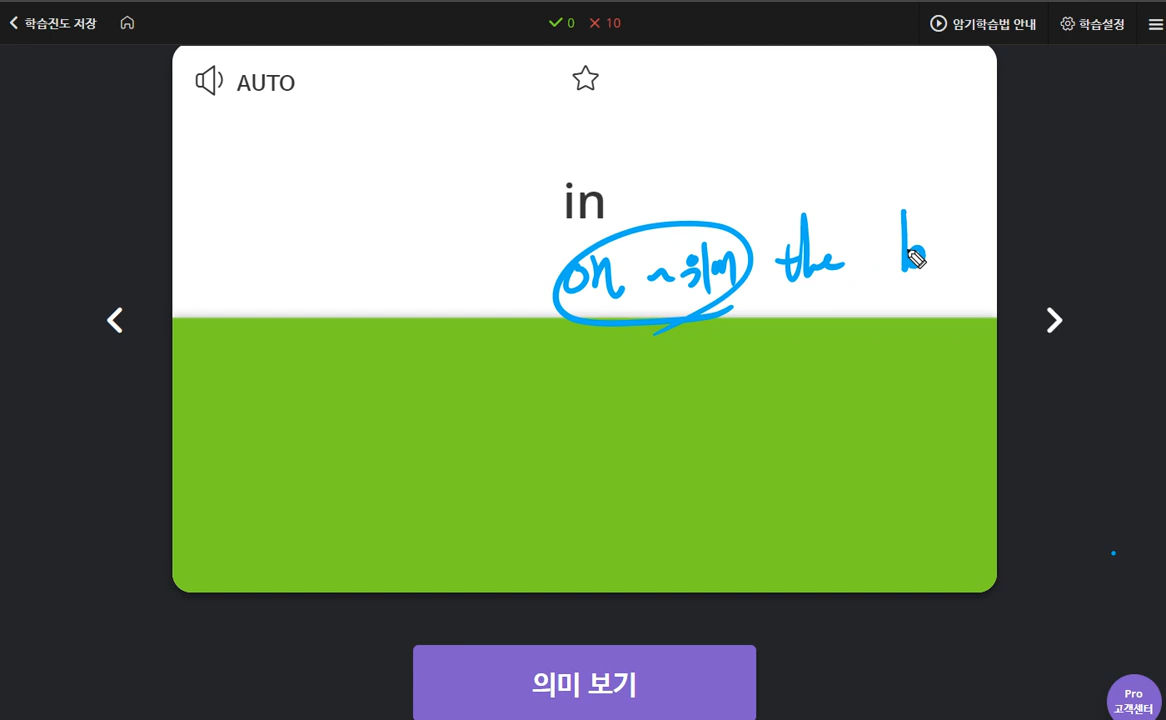 학습진도 저장 0 10 암기학습법 안내 학습설정
AUTO
in
on ~위에 the b
의미 보기
Pro
고객센터